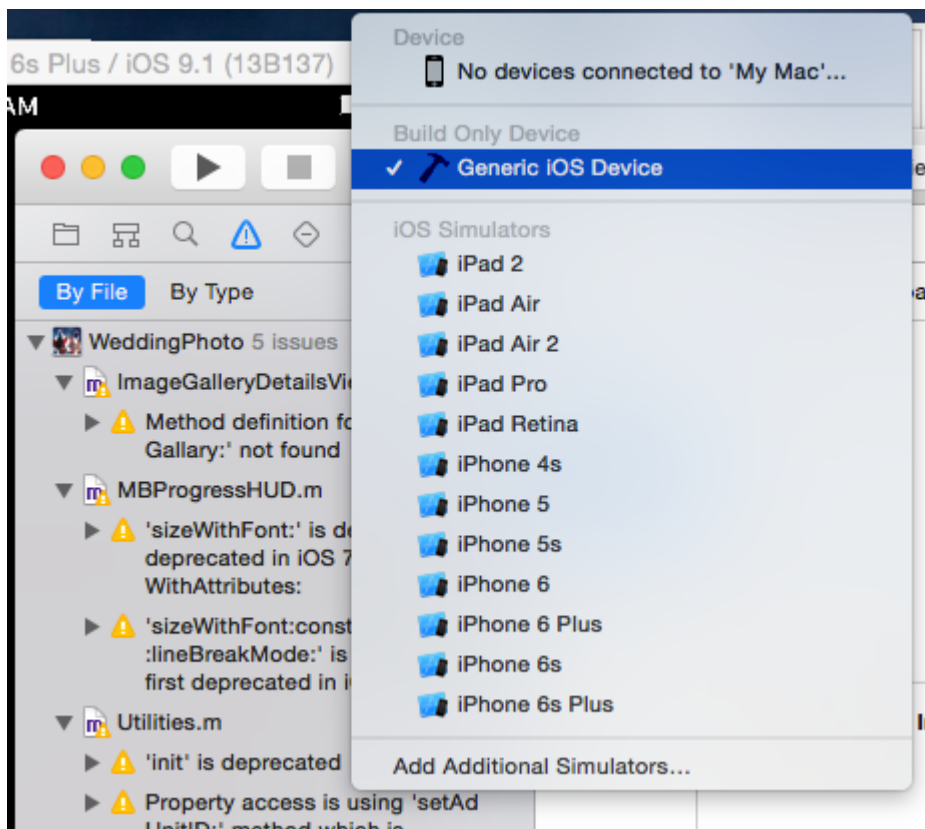 6s Plus / iOS 9.1 (13B137)
AM
Device
No devices connected to 'My Mac'...
Build Only Device
✓ Generic iOS Device
iOS Simulators
iPad 2
iPad Air
iPad Air 2
iPad Pro
iPad Retina
iPhone 4s
iPhone 5
iPhone 5s
iPhone 6
iPhone 6 Plus
iPhone 6s
iPhone 6s Plus
Add Additional Simulators...
By File By Type
WeddingPhoto 5 issues
m ImageGalleryDetailsVi
Method definition fo
Gallary:' not found
m MBProgressHUD.m
'sizeWithFont:' is de
deprecated in iOS 7
WithAttributes:
'sizeWithFont:const
:lineBreakMode:' is
first deprecated in i
m Utilities.m
'init' is deprecated
Property access is using 'setAd
UnitID:' method which is